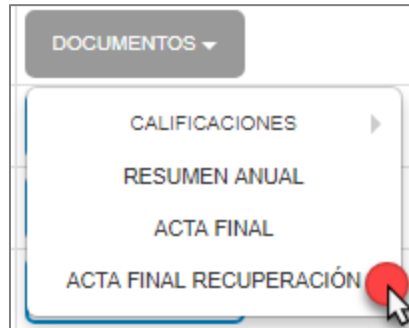 DOCUMENTOS
CALIFICACIONES
RESUMEN ANUAL
ACTA FINAL
ACTA FINAL RECUPERACIÓN